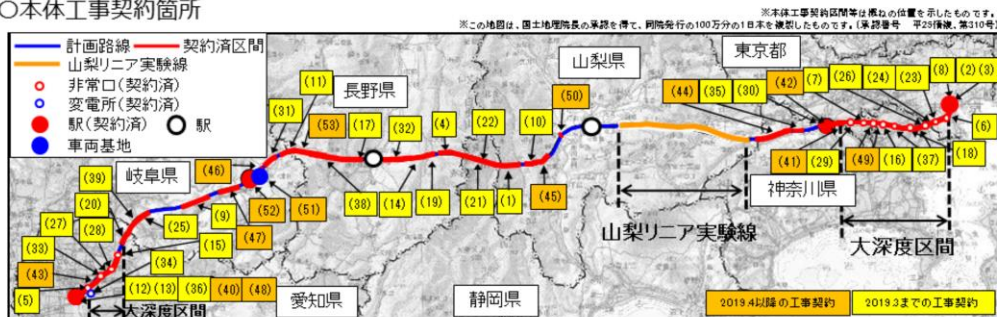 〇本体工事契約箇所
※本体工事契約区間等は概ねの位置を示したものです。
※この地図は、国土地理院長の承認を得て、同院発行の100万分の1日本を複製したものです。(承認番号 平25情複、第310号)
計画路線 契約済区間
山梨リニア実験線
非常口(契約済)
変電所(契約済)
駅(契約済) 駅
車両基地
長野県
山梨県
東京都
岐阜県
神奈川県
愛知県
静岡県
(11)
(31)
(53)
(17)
(32)
(4)
(22)
(10)
(50)
(44)
(35)
(30)
(42)
(7)
(26)
(24)
(23)
(8)
(2)(3)
(6)
(18)
(37)
(16)
(49)
(29)
(41)
(45)
(1)
(21)
(19)
(14)
(38)
(51)
(52)
(46)
(47)
(9)
(25)
(15)
(39)
(20)
(27)
(28)
(33)
(43)
(5)
(34)
(12)
(13)
(36)
(40)
(48)
大深度区間
山梨リニア実験線
大深度区間
2019.4以降の工事契約
2019.3までの工事契約